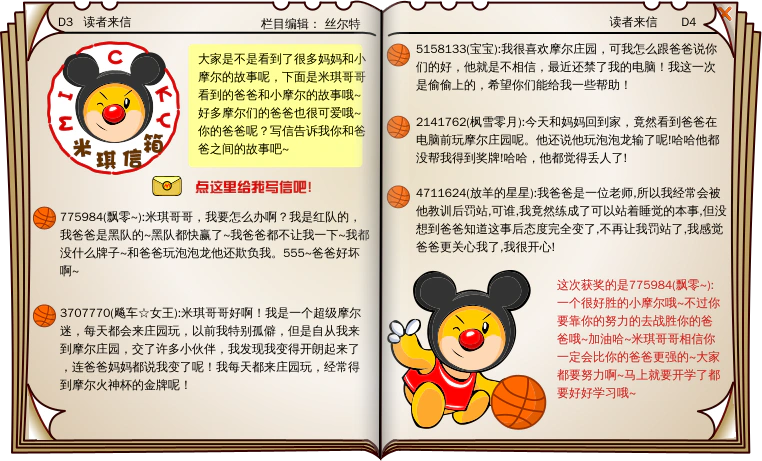 D3 读者来信
栏目编辑： 丝尔特
MICKY
米琪信箱
大家是不是看到了很多妈妈和小
摩尔的故事呢，下面是米琪哥哥
看到的爸爸和小摩尔的故事哦~
好多摩尔们的爸爸也很可爱哦~
你的爸爸呢？写信告诉我你和爸
爸之间的故事吧~
点这里给我写信吧!
775984(飘零~):米琪哥哥，我要怎么办啊？我是红队的，
我爸爸是黑队的~黑队都快赢了~我爸爸都不让我一下~我都
没什么牌子~和爸爸玩泡泡龙他还欺负我。555~爸爸好坏
啊~
3707770(飚车☆女王):米琪哥哥好啊！我是一个超级摩尔
迷，每天都会来庄园玩，以前我特别孤僻，但是自从我来
到摩尔庄园，交了许多小伙伴，我发现我变得开朗起来了
，连爸爸妈妈都说我变了呢！我每天都来庄园玩，经常得
到摩尔火神杯的金牌呢！
读者来信 D4
5158133(宝宝):我很喜欢摩尔庄园，可我怎么跟爸爸说你
们的好，他就是不相信，最近还禁了我的电脑！我这一次
是偷偷上的，希望你们能给我一些帮助！
2141762(枫雪零月):今天和妈妈回到家，竟然看到爸爸在
电脑前玩摩尔庄园呢。他还说他玩泡泡龙输了呢!哈哈他都
没帮我得到奖牌!哈哈，他都觉得丢人了!
4711624(放羊的星星):我爸爸是一位老师,所以我经常会被
他教训后罚站,可谁,我竟然练成了可以站着睡觉的本事,但没
想到爸爸知道这事后态度完全变了,不再让我罚站了,我感觉
爸爸更关心我了,我很开心!
这次获奖的是775984(飘零~):
一个很好胜的小摩尔哦~不过你
要靠你的努力的去战胜你的爸
爸哦~加油哈~米琪哥哥相信你
一定会比你的爸爸更强的~大家
都要努力啊~马上就要开学了都
要好好学习哦~